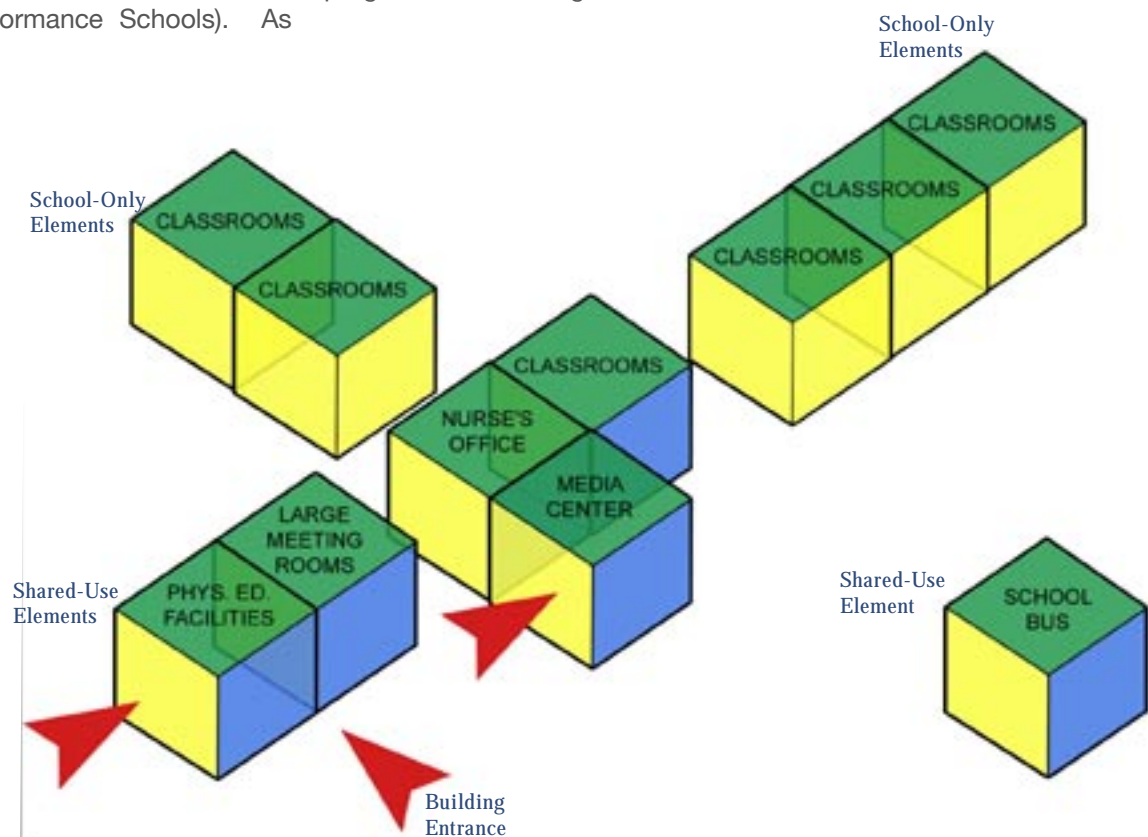 ormance Schools). As
School-Only
Elements
CLASSROOMS
CLASSROOMS
CLASSROOMS
School-Only
Elements
CLASSROOMS
CLASSROOMS
CLASSROOMS
NURSE'S
OFFICE
MEDIA
CENTER
LARGE
MEETING
ROOMS
Shared-Use
Elements
PHYS. ED.
FACILITIES
Shared-Use
Element
SCHOOL
BUS
Building
Entrance